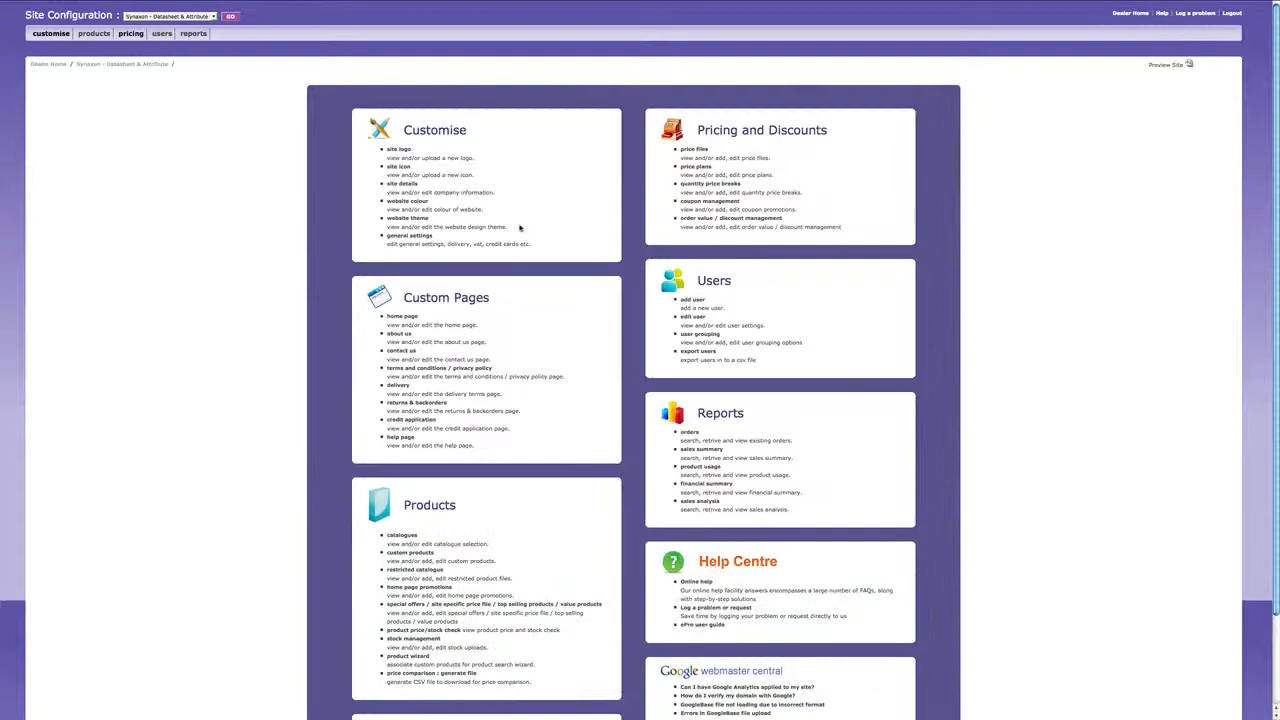 Site Configuration : Synaxon - Datasheet & Attribute GO
Dealer Home | Help | Log a problem | Logout
customise products pricing users reports
Dealer Home / Synaxon - Datasheet & Attribute /
Preview Site
Customise
site logo
view and/or upload a new logo.
site icon
view and/or upload a new icon.
site details
view and/or edit company information.
website colour
view and/or edit colour of website.
website theme
view and/or edit the website design theme.
general settings
edit general settings, delivery, vat, credit cards etc.
Custom Pages
home page
view and/or edit the home page.
about us
view and/or edit the about us page.
contact us
view and/or edit the contact us page.
terms and conditions / privacy policy
view and/or edit the terms and conditions / privacy policy page.
delivery
view and/or edit the delivery terms page.
returns & backorders
view and/or edit the returns & backorders page.
credit application
view and/or edit the credit application page.
help page
view and/or edit the help page.
Products
catalogues
view and/or edit catalogue selection.
custom products
view and/or add, edit custom products.
restricted catalogue
view and/or add, edit restricted product files.
home page promotions
view and/or add, edit home page promotions.
special offers / site specific price file / top selling products / value products
view and/or add, edit special offers / site specific price file / top selling
products / value products
product price/stock check view product price and stock check
stock management
view and/or add, edit stock uploads.
product wizard
associate custom products for product search wizard.
price comparison : generate file
generate CSV file to download for price comparison.
Pricing and Discounts
price files
view and/or add, edit price files.
price plans
view and/or add, edit price plans.
quantity price breaks
view and/or add, edit quantity price breaks.
coupon management
view and/or add, edit coupon promotions.
order value / discount management
view and/or add, edit order value / discount management
Users
add user
add a new user.
edit user
view and/or edit user settings.
user grouping
view and/or add, edit user grouping options
export users
export users in to a csv file
Reports
orders
search, retrive and view existing orders.
sales summary
search, retrive and view sales summary.
product usage
search, retrive and view product usage.
financial summary
search, retrive and view financial summary.
sales analysis
search, retrive and view sales analysis.
Help Centre
Online help
Our online help facility answers encompasses a large number of FAQs, along
with step-by-step solutions
Log a problem or request
Save time by logging your problem or request directly to us
ePro user guide
Google webmaster central
Can I have Google Analytics applied to my site?
How do I verify my domain with Google?
GoogleBase file not loading due to incorrect format
Errors in GoogleBase file upload